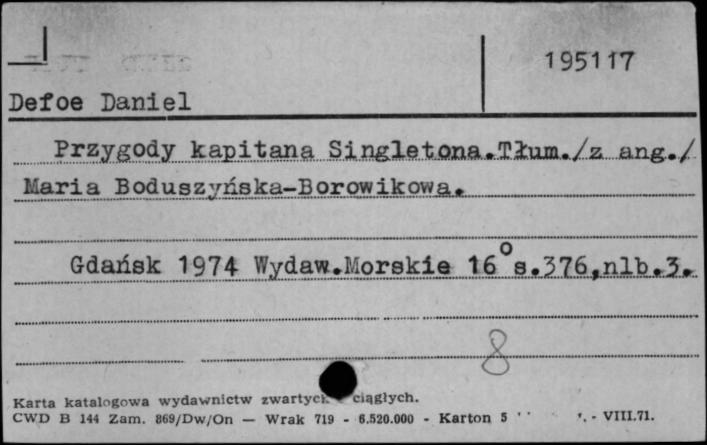 195117
Defoe Daniel
Przygody kapitana Singletona.Tłum./z ang./
Maria Boduszyńska-Borowikowa.
Gdańsk 1974 Wydaw.Morskie 16° s.376,nlb.3.
8
Karta katalogowa wydawnictw zwartych ciągłych.
CWD B 144 Zam. 869/Dw/On — Wrak 719 - 6.520.000 - Karton 5 - VIII.71.